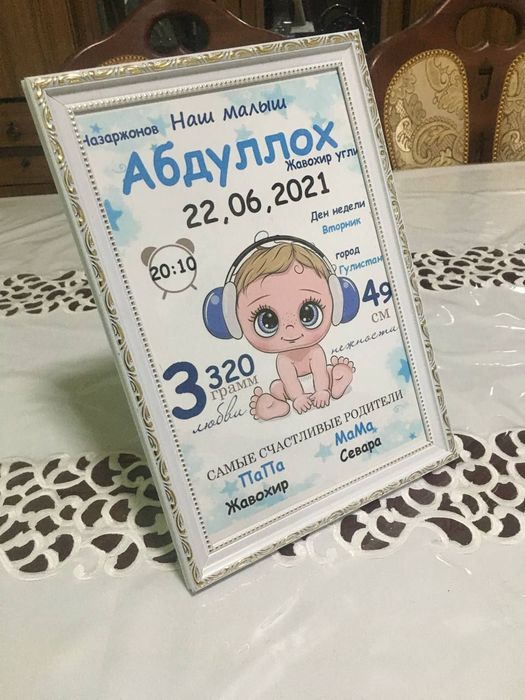 Наш малыш
Назаржонов
Абдуллох
Жавохир угли
22,06,2021
Ден недели
Вторник
20:10
город
Гулистан
3 320
грамм
любви
49
см
нежности
САМЫЕ СЧАСТЛИВЫЕ РОДИТЕЛИ
ПаПа
МаМа
Жавохир
Севара